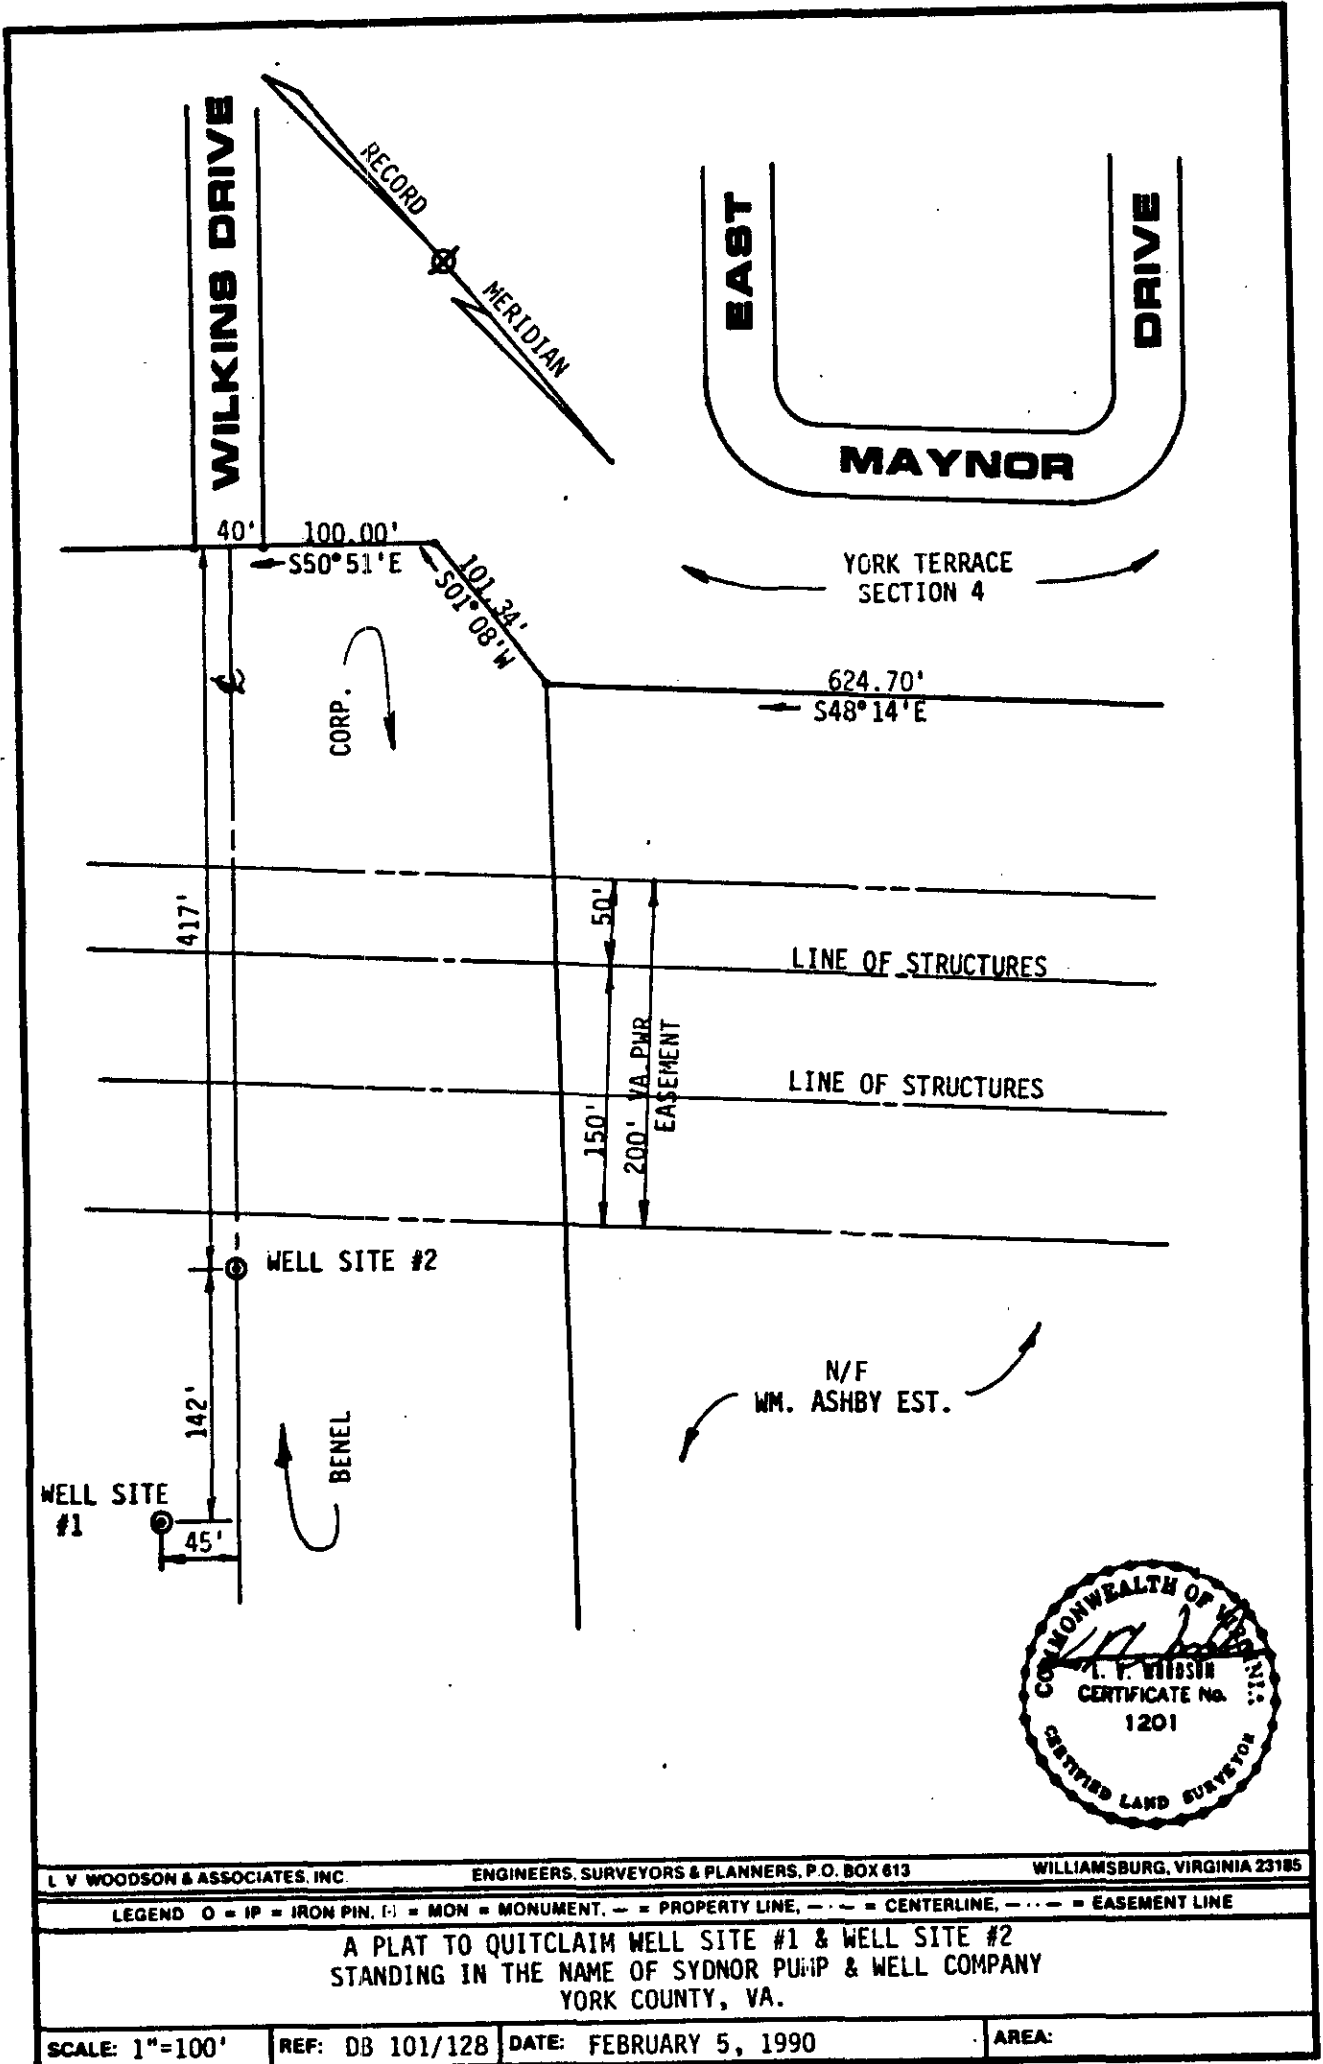 WILKINS DRIVE
RECORD
MERIDIAN
EAST
DRIVE
MAYNOR
40'
100.00'
S50°51'E
101.34'
S01°08'W
YORK TERRACE
SECTION 4
624.70'
S48°14'E
CORP.
417'
50'
LINE OF STRUCTURES
LINE OF STRUCTURES
150'
200' VA.PWR
EASEMENT
WELL SITE #2
N/F
WM. ASHBY EST.
142'
BENEL
WELL SITE
#1
45'
COMMONWEALTH OF VIRGINIA
L. V. WOODSON
CERTIFICATE No.
1201
CERTIFIED LAND SURVEYOR
L V WOODSON & ASSOCIATES, INC. ENGINEERS, SURVEYORS & PLANNERS, P.O. BOX 613 WILLIAMSBURG, VIRGINIA 23185
LEGEND O = IP = IRON PIN, [·] = MON = MONUMENT, — = PROPERTY LINE, — · — = CENTERLINE, — ·· — = EASEMENT LINE
A PLAT TO QUITCLAIM WELL SITE #1 & WELL SITE #2
STANDING IN THE NAME OF SYDNOR PUMP & WELL COMPANY
YORK COUNTY, VA.
SCALE: 1"=100' REF: DB 101/128 DATE: FEBRUARY 5, 1990 AREA: